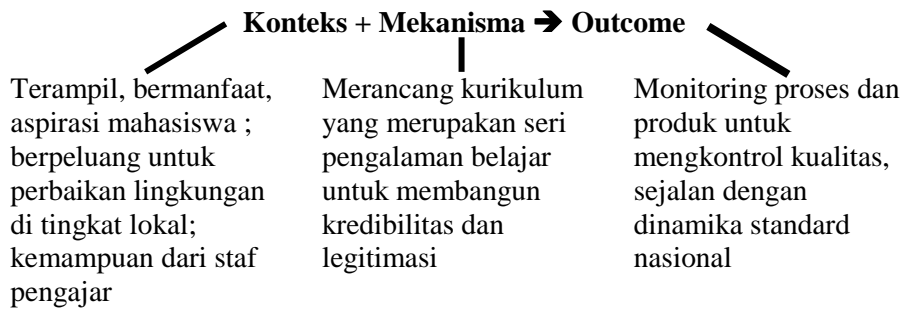 Konteks + Mekanisma ➔ Outcome
Terampil, bermanfaat,
aspirasi mahasiswa ;
berpeluang untuk
perbaikan lingkungan
di tingkat lokal;
kemampuan dari staf
pengajar
Merancang kurikulum
yang merupakan seri
pengalaman belajar
untuk membangun
kredibilitas dan
legitimasi
Monitoring proses dan
produk untuk
mengkontrol kualitas,
sejalan dengan
dinamika standard
nasional